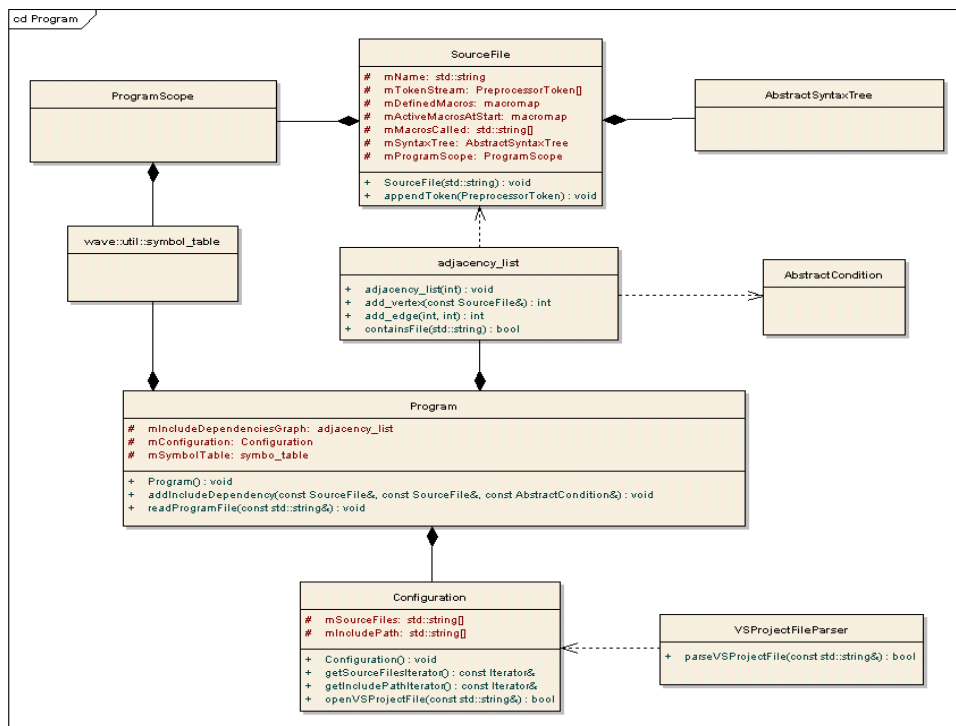 cd Program
SourceFile
# mName: std::string
# mTokenStream: PreprocessorToken[]
# mDefinedMacros: macromap
# mActiveMacrosAtStart: macromap
# mMacrosCalled: std::string[]
# mSyntaxTree: AbstractSyntaxTree
# mProgramScope: ProgramScope
+ SourceFile(std::string) : void
+ appendToken(PreprocessorToken) : void
ProgramScope
AbstractSyntaxTree
wave::util::symbol_table
adjacency_list
+ adjacency_list(int) : void
+ add_vertex(const SourceFile&) : int
+ add_edge(int, int) : int
+ containsFile(std::string) : bool
AbstractCondition
Program
# mIncludeDependenciesGraph: adjacency_list
# mConfiguration: Configuration
# mSymbolTable: symbo_table
+ Program() : void
+ addIncludeDependency(const SourceFile&, const SourceFile&, const AbstractCondition&) : void
+ readProgramFile(const std::string&) : void
Configuration
# mSourceFiles: std::string[]
# mIncludePath: std::string[]
+ Configuration() : void
+ getSourceFilesIterator() : const Iterator&
+ getIncludePathIterator() : const Iterator&
+ openVSProjectFile(const std::string&) : bool
VSProjectFileParser
+ parseVSProjectFile(const std::string&) : bool